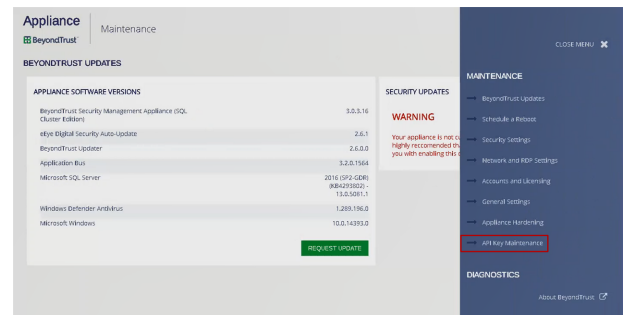 Appliance
BeyondTrust
Maintenance
CLOSE MENU
BEYONDTRUST UPDATES
APPLIANCE SOFTWARE VERSIONS
BeyondTrust Security Management Appliance (SQL
Cluster Edition)
3.0.3.16
eEye Digital Security Auto-Update
2.6.1
BeyondTrust Updater
2.6.0.0
Application Bus
3.2.0.1564
Microsoft SQL Server
2016 (SP2-GDR)
(KB4293802) -
13.0.5081.1
Windows Defender Antivirus
1.289.196.0
Microsoft Windows
10.0.14393.0
REQUEST UPDATE
SECURITY UPDATES
WARNING
Your appliance is not cu
highly reccomended th
you with enabling this
MAINTENANCE
BeyondTrust Updates
Schedule a Reboot
Security Settings
Network and RDP Settings
Accounts and Licensing
General Settings
Appliance Hardening
API Key Maintenance
DIAGNOSTICS
About BeyondTrust